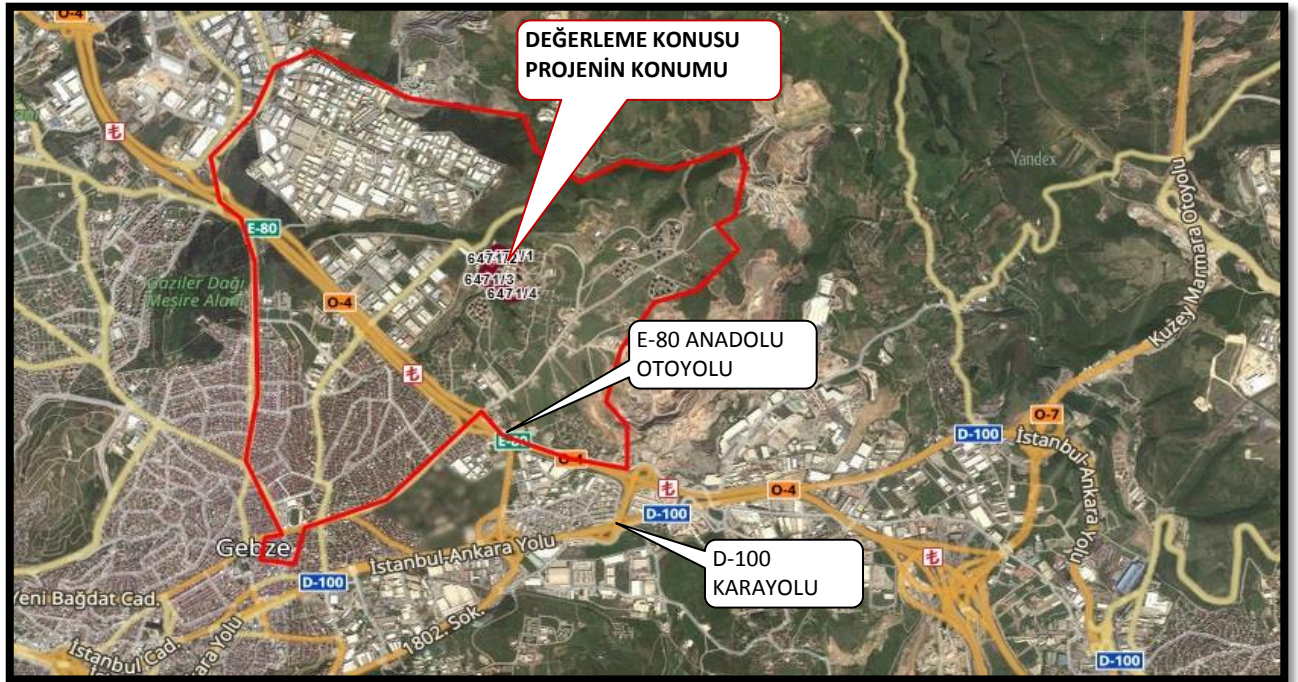 O-4
DEĞERLEME KONUSU
PROJENİN KONUMU
Yandex
E-80
6471/2
6471/3
6471/4
Gaziler Dağı
Mesire Alanı
O-4
Kuzey Marmara Otoyolu
E-80 ANADOLU
OTOYOLU
E-80
O-4
O-7
D-100
İstanbul-Ankara Yolu
O-4
D-100
Gebze
İstanbul-Ankara Yolu
D-100
D-100
KARAYOLU
Yeni Bağdat Cad.
1802. Sok.
İstanbul Cad.
ara Yolu
D-100